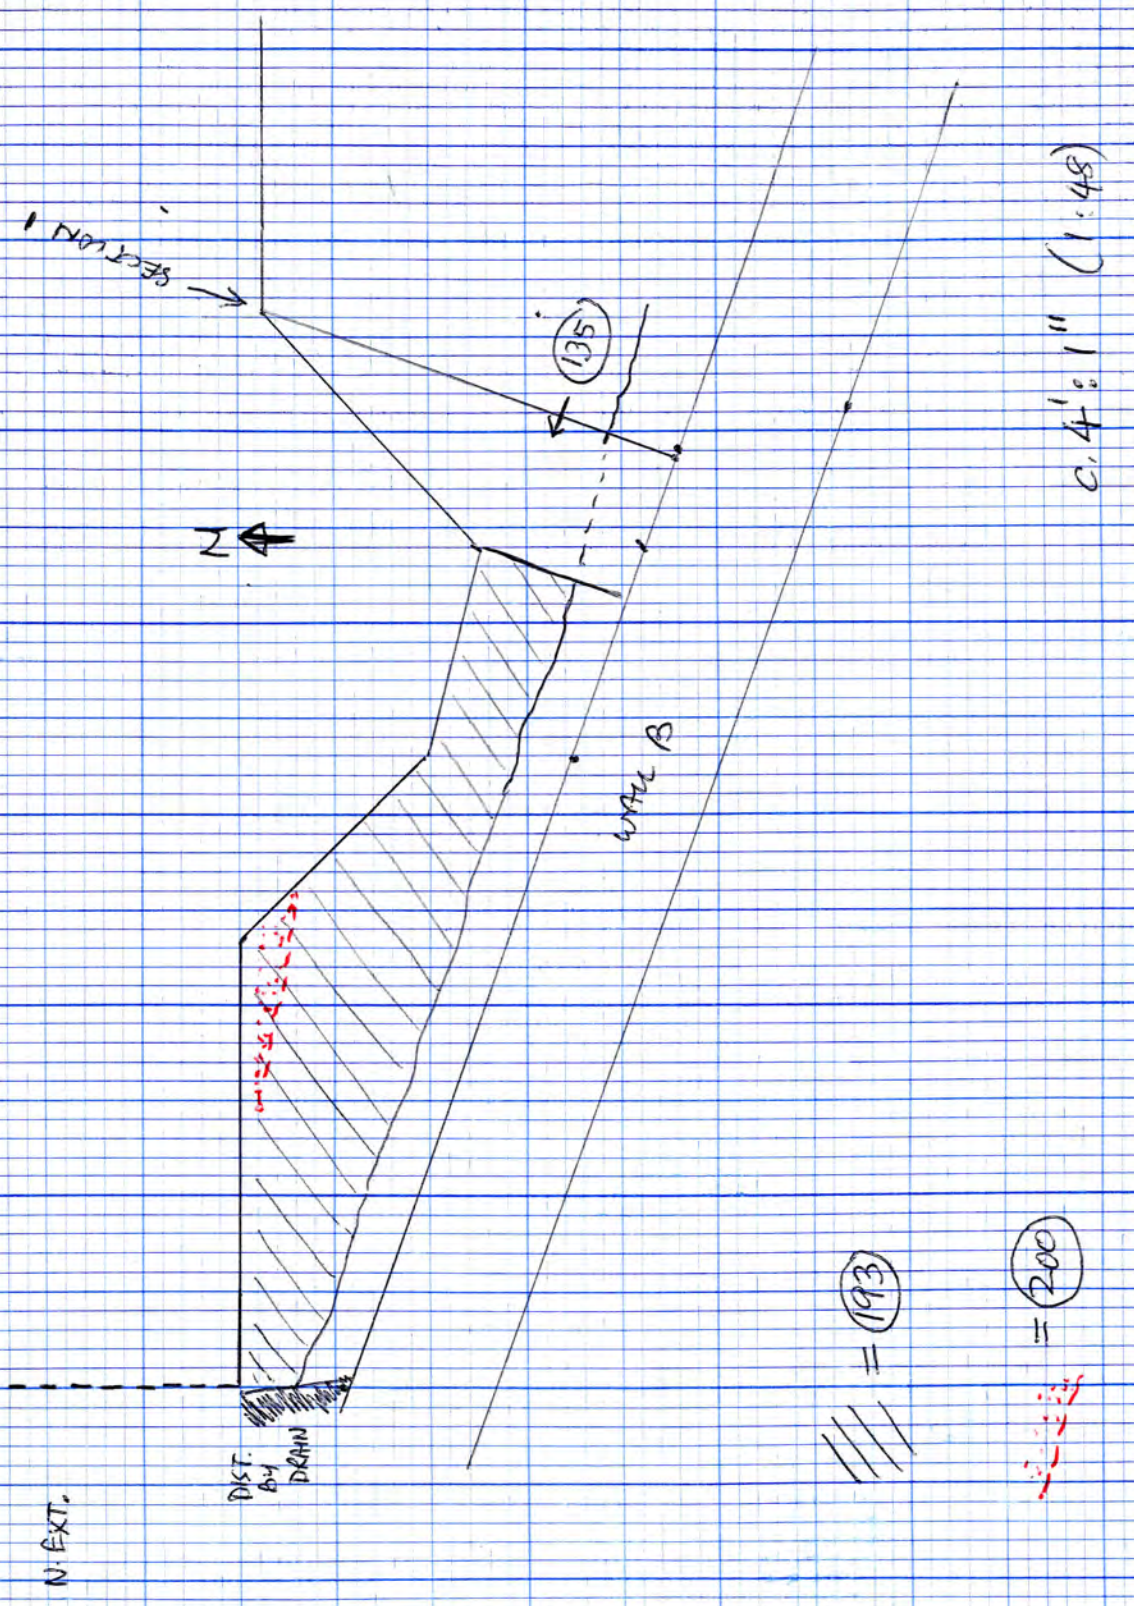 N. EXT.
DIST.
BY
DRAIN
N
SECTION 1
135
WALL B
= 193
= 200
C. 4': 1" (1:48)